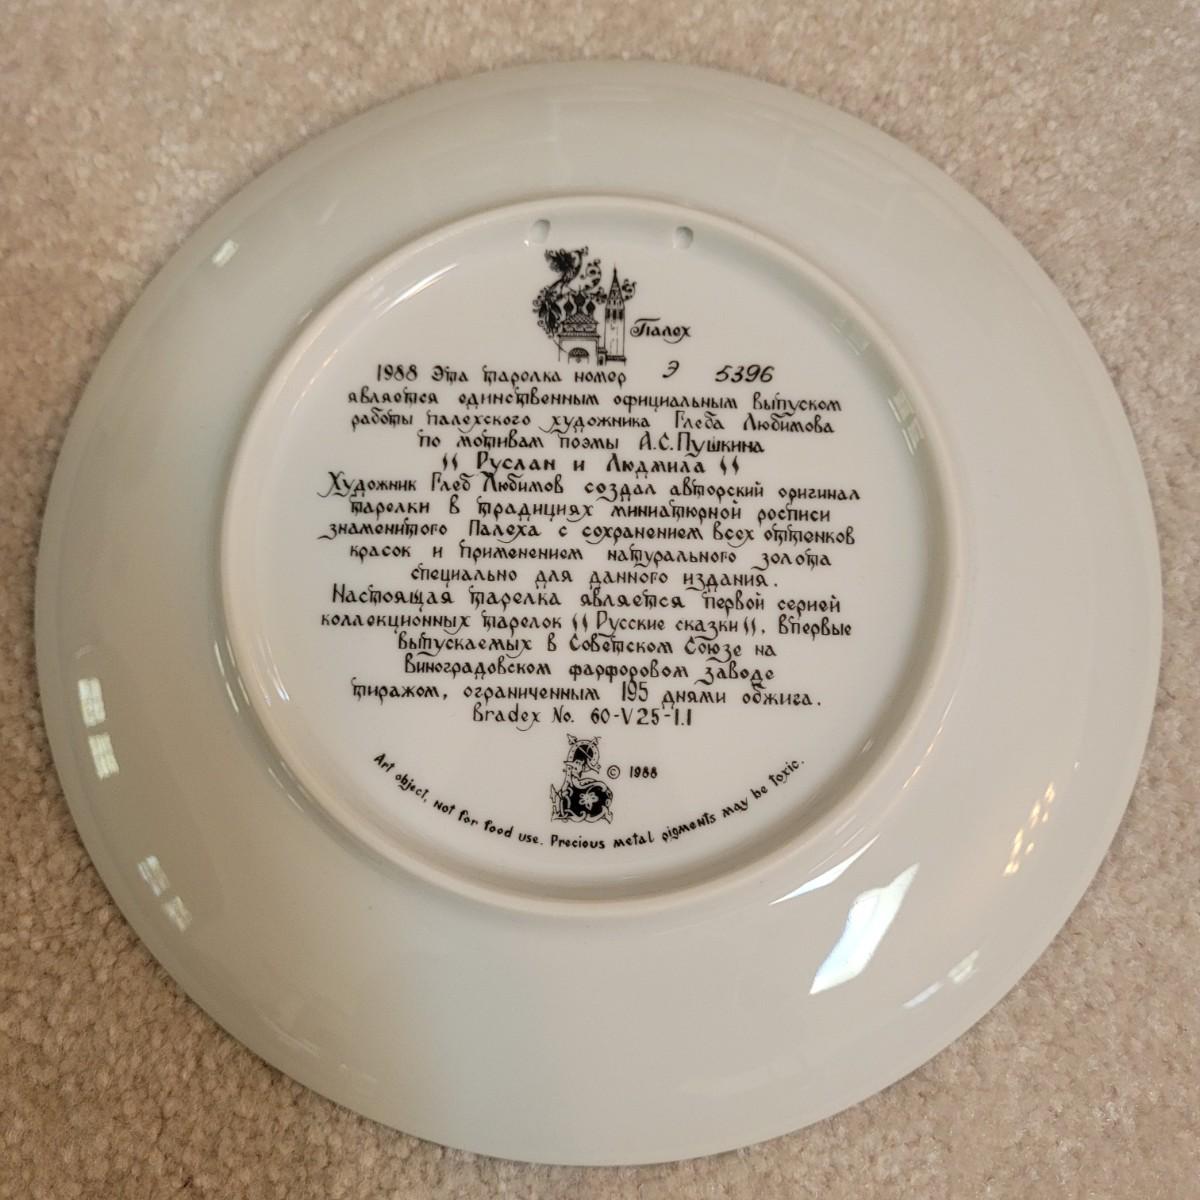 Палех
1988 Эта тарелка номер Э 5396
является единственным официальным выпуском
работы палехского художника Глеба Любимова
по мотивам поэмы А.С.Пушкина
"Руслан и Людмила"
Художник Глеб Любимов создал авторский оригинал
тарелки в традициях миниатюрной росписи
знаменитого Палеха с сохранением всех оттенков
красок и применением натурального золота
специально для данного издания.
Настоящая тарелка является первой серией
коллекционных тарелок "Русские сказки", впервые
выпускаемых в Советском Союзе на
Виноградовском фарфоровом заводе
тиражом, ограниченным 195 днями обжига.
Bradex No. 60-V25-1.1
© 1988
Art object, not for food use. Precious metal pigments may be toxic.